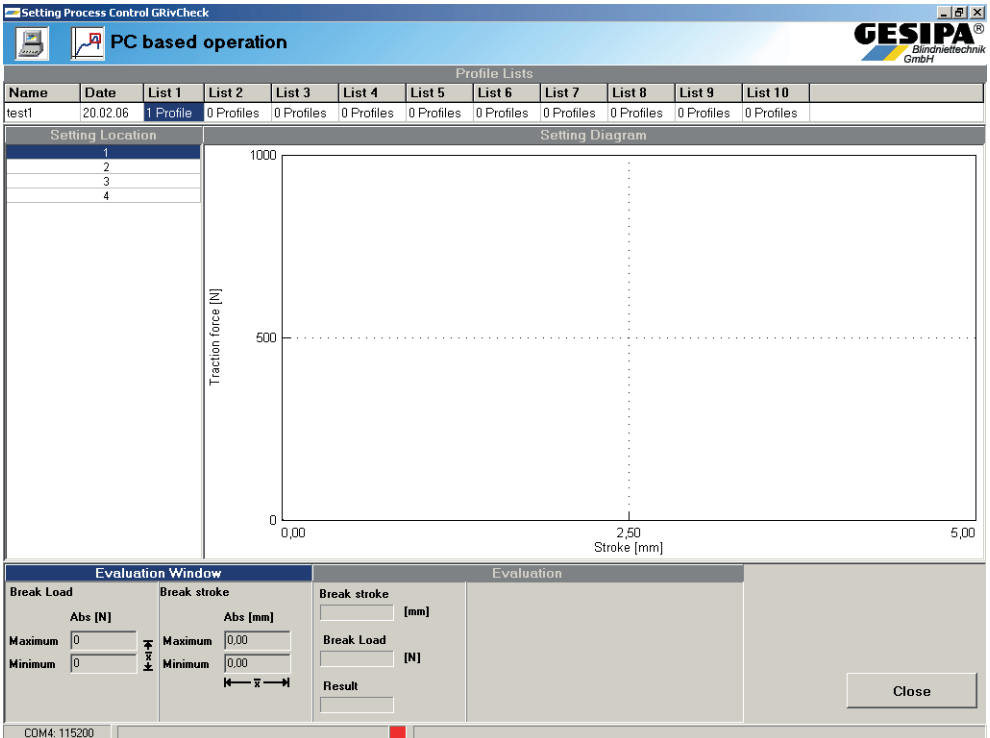 Setting Process Control GRivCheck
PC based operation
GESIPA®
Blindniettechnik
GmbH
Profile Lists
Name Date List 1 List 2 List 3 List 4 List 5 List 6 List 7 List 8 List 9 List 10
test1 20.02.06 1 Profile 0 Profiles 0 Profiles 0 Profiles 0 Profiles 0 Profiles 0 Profiles 0 Profiles 0 Profiles 0 Profiles
Setting Location
1
2
3
4
Setting Diagram
1000
500
0
Traction force [N]
0,00 2,50 5,00
Stroke [mm]
Evaluation Window
Break Load Break stroke
Abs [N] Abs [mm]
Maximum 0 Maximum 0,00
x̄
Minimum 0 Minimum 0,00
x̄
Evaluation
Break stroke
[mm]
Break Load
[N]
Result
Close
COM4: 115200